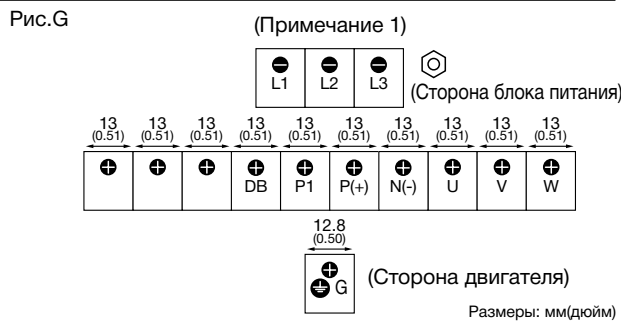 Рис.G
(Примечание 1)
L1 L2 L3
(Сторона блока питания)
13 13 13 13 13 13 13 13 13 13
(0.51) (0.51) (0.51) (0.51) (0.51) (0.51) (0.51) (0.51) (0.51) (0.51)
DB P1 P(+) N(-) U V W
12.8
(0.50)
G (Сторона двигателя)
Размеры: мм(дюйм)